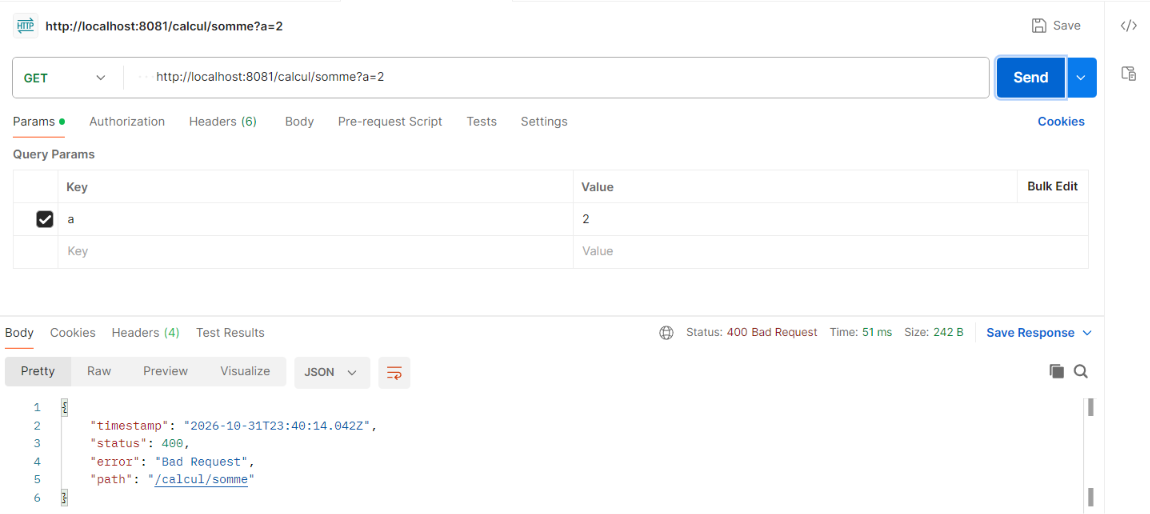 HTTP http://localhost:8081/calcul/somme?a=2 Save
GET http://localhost:8081/calcul/somme?a=2 Send
Params Authorization Headers (6) Body Pre-request Script Tests Settings Cookies
Query Params
Key Value Bulk Edit
a 2
Key Value
Body Cookies Headers (4) Test Results Status: 400 Bad Request Time: 51 ms Size: 242 B Save Response
Pretty Raw Preview Visualize JSON
1 {
2 "timestamp": "2026-10-31T23:40:14.042Z",
3 "status": 400,
4 "error": "Bad Request",
5 "path": "/calcul/somme"
6 }